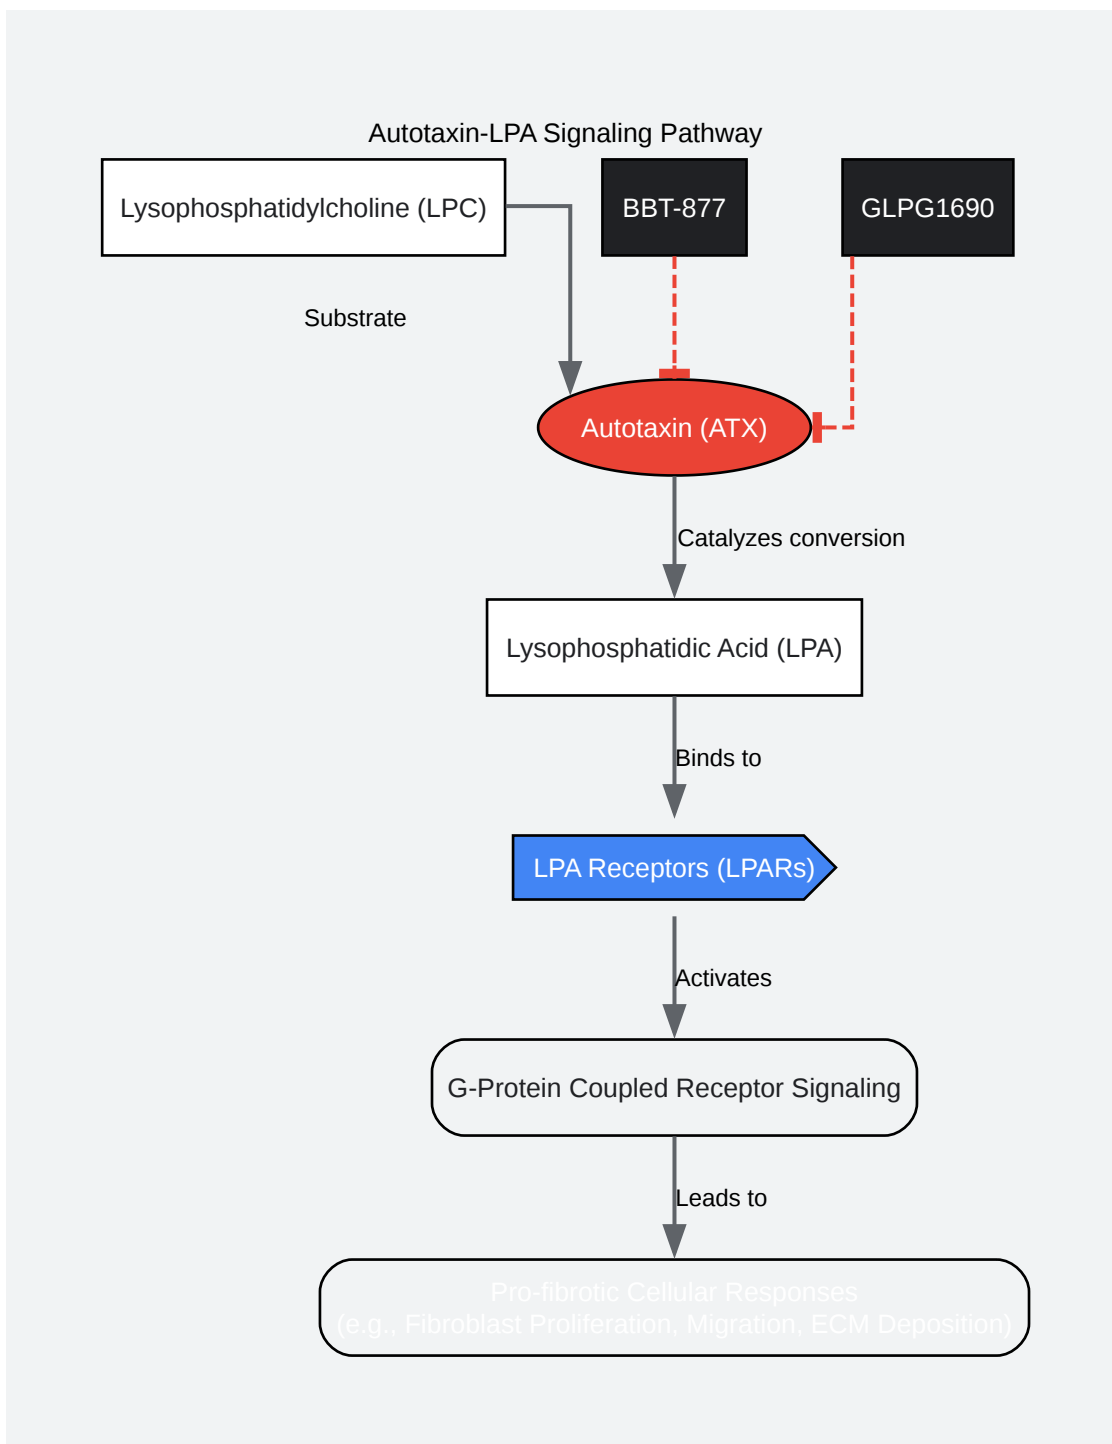 Autotaxin-LPA Signaling Pathway
Lysophosphatidylcholine (LPC)
BBT-877
GLPG1690
Substrate
Autotaxin (ATX)
Catalyzes conversion
Lysophosphatidic Acid (LPA)
Binds to
LPA Receptors (LPARs)
Activates
G-Protein Coupled Receptor Signaling
Leads to
Pro-fibrotic Cellular Responses
(e.g., Fibroblast Proliferation, Migration, ECM Deposition)